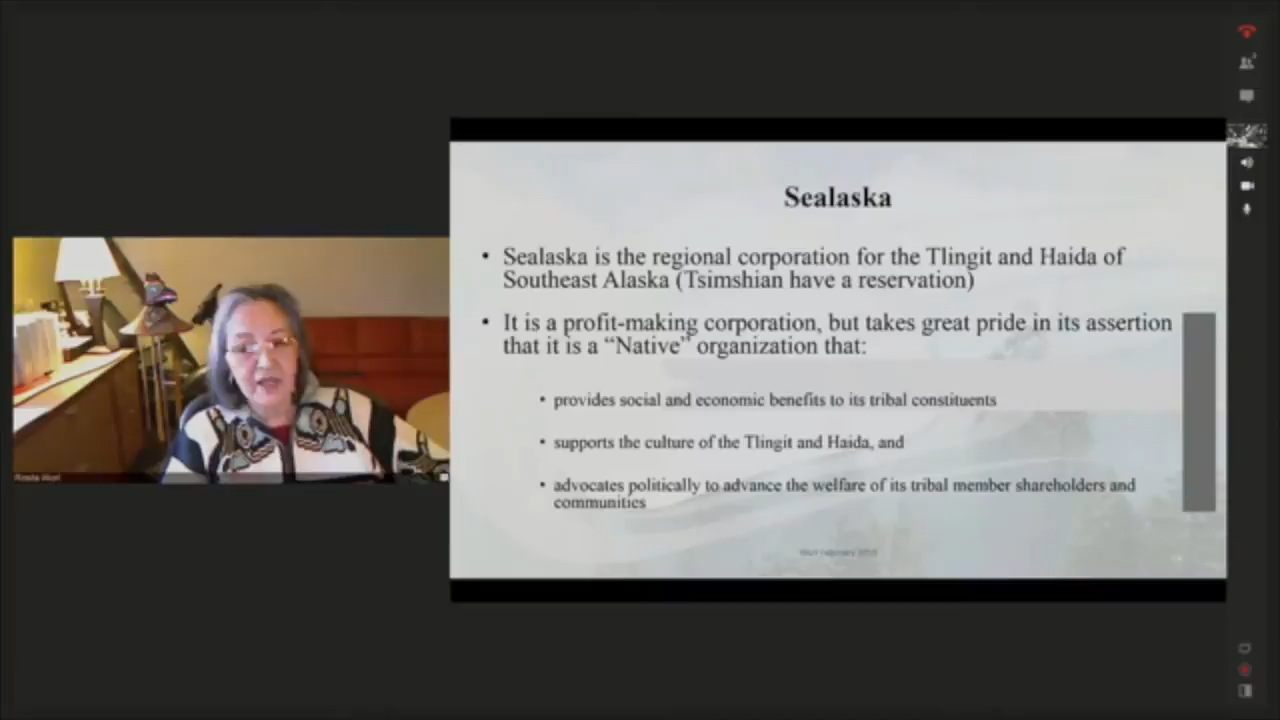 Sealaska
• Sealaska is the regional corporation for the Tlingit and Haida of
Southeast Alaska (Tsimshian have a reservation)
• It is a profit-making corporation, but takes great pride in its assertion
that it is a “Native” organization that:
• provides social and economic benefits to its tribal constituents
• supports the culture of the Tlingit and Haida, and
• advocates politically to advance the welfare of its tribal member shareholders and
communities